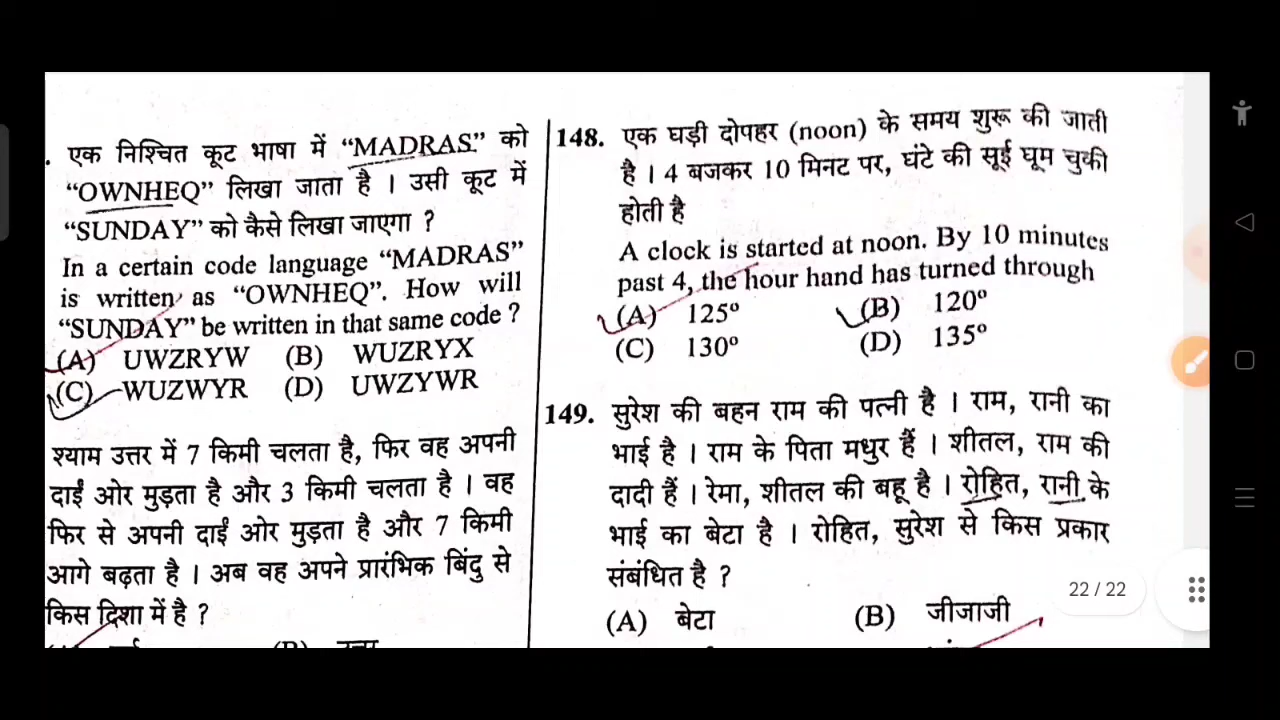 . एक निश्चित कूट भाषा में “MADRAS” को
“OWNHEQ” लिखा जाता है । उसी कूट में
“SUNDAY” को कैसे लिखा जाएगा ?
In a certain code language “MADRAS”
is written as “OWNHEQ”. How will
“SUNDAY” be written in that same code ?
(A) UWZRYW (B) WUZRYX
(C) WUZWYR (D) UWZYWR
श्याम उत्तर में 7 किमी चलता है, फिर वह अपनी
दाईं ओर मुड़ता है और 3 किमी चलता है । वह
फिर से अपनी दाईं ओर मुड़ता है और 7 किमी
आगे बढ़ता है । अब वह अपने प्रारंभिक बिंदु से
किस दिशा में है ?
148. एक घड़ी दोपहर (noon) के समय शुरू की जाती
है । 4 बजकर 10 मिनट पर, घंटे की सूई घूम चुकी
होती है
A clock is started at noon. By 10 minutes
past 4, the hour hand has turned through
(A) 125º (B) 120º
(C) 130º (D) 135º
149. सुरेश की बहन राम की पत्नी है । राम, रानी का
भाई है । राम के पिता मधुर हैं । शीतल, राम की
दादी हैं । रेमा, शीतल की बहू है । रोहित, रानी के
भाई का बेटा है । रोहित, सुरेश से किस प्रकार
संबंधित है ?
(A) बेटा (B) जीजाजी
22 / 22